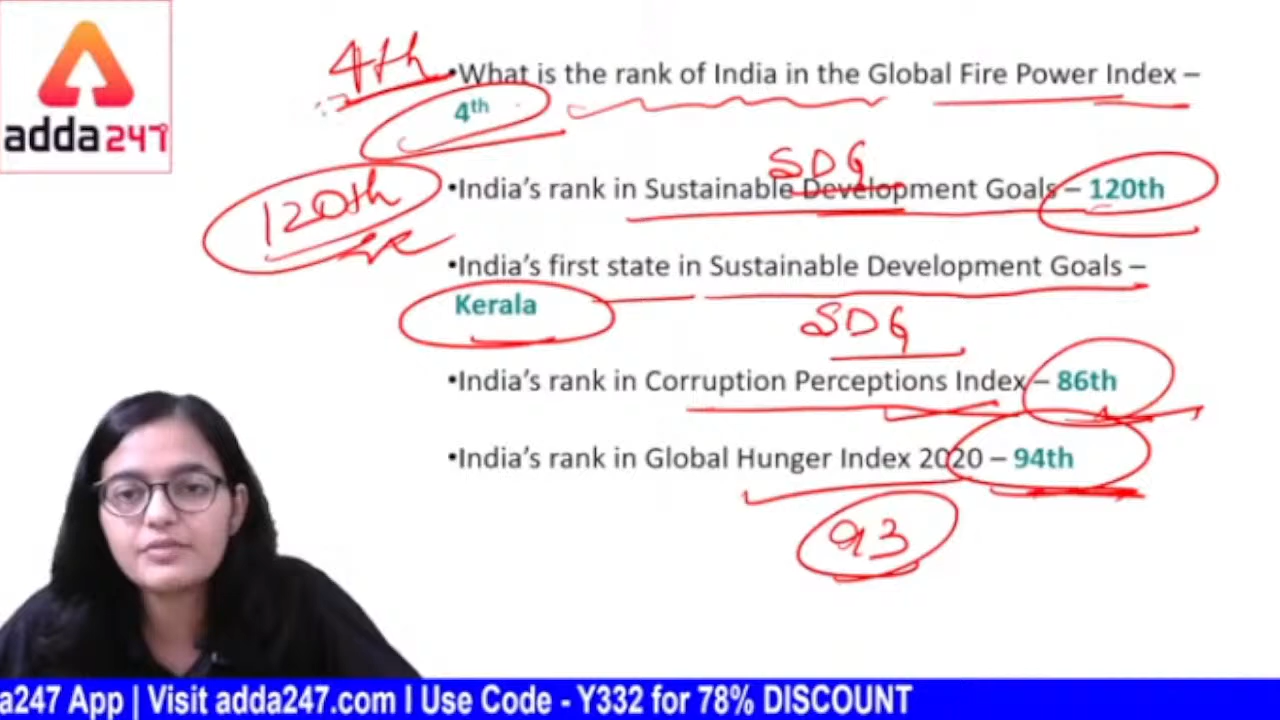 4th
•What is the rank of India in the Global Fire Power Index –
4th
SDG
120th
•India's rank in Sustainable Development Goals – 120th
•India's first state in Sustainable Development Goals –
Kerala
SDG
•India's rank in Corruption Perceptions Index – 86th
•India's rank in Global Hunger Index 2020 – 94th
93
adda247
a247 App | Visit adda247.com I Use Code - Y332 for 78% DISCOUNT